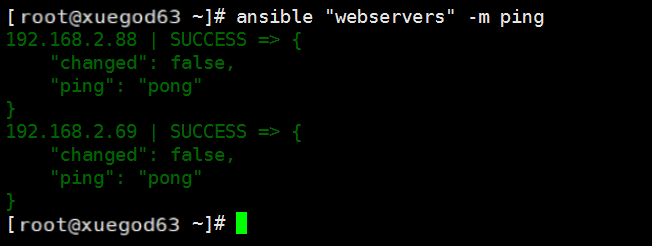 [root@xuegod63 ~]# ansible "webservers" -m ping
192.168.2.88 | SUCCESS => {
    "changed": false,
    "ping": "pong"
}
192.168.2.69 | SUCCESS => {
    "changed": false,
    "ping": "pong"
}
[root@xuegod63 ~]#